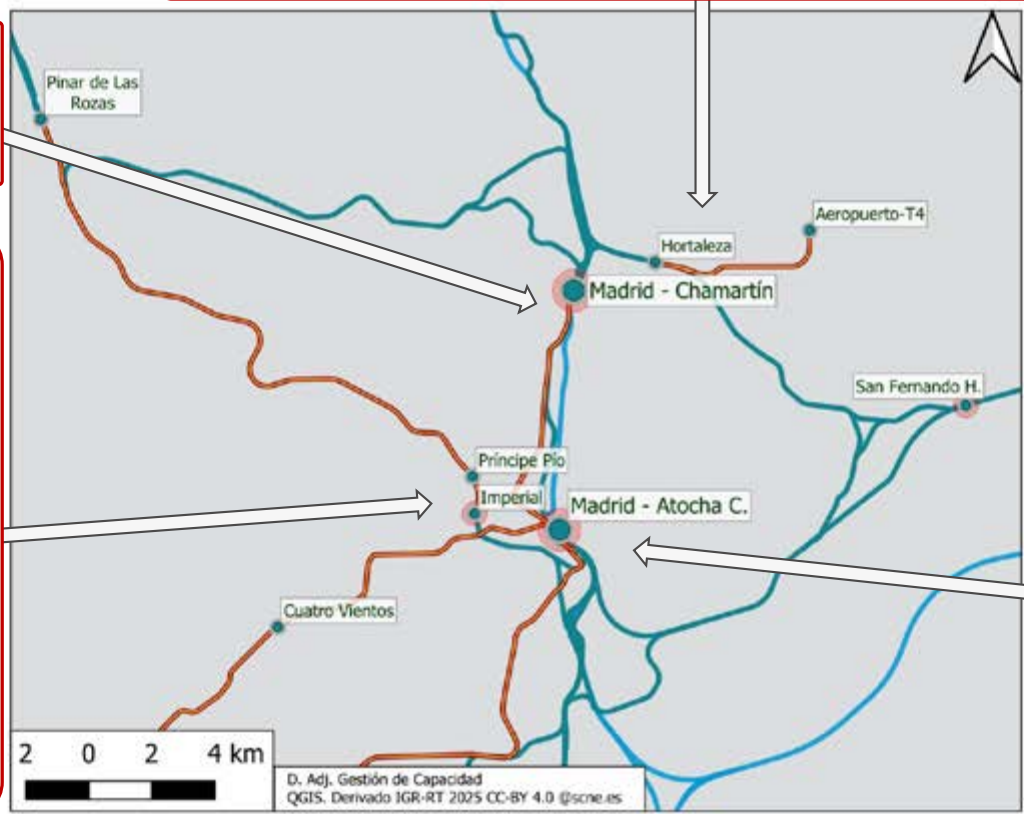 Pinar de Las
Rozas
Aeropuerto-T4
Hortaleza
Madrid - Chamartín
San Fernando H.
Príncipe Pío
Imperial
Madrid - Atocha C.
Cuatro Vientos
2 0 2 4 km
D. Adj. Gestión de Capacidad
QGIS. Derivado IGR-RT 2025 CC-BY 4.0 @scne.es